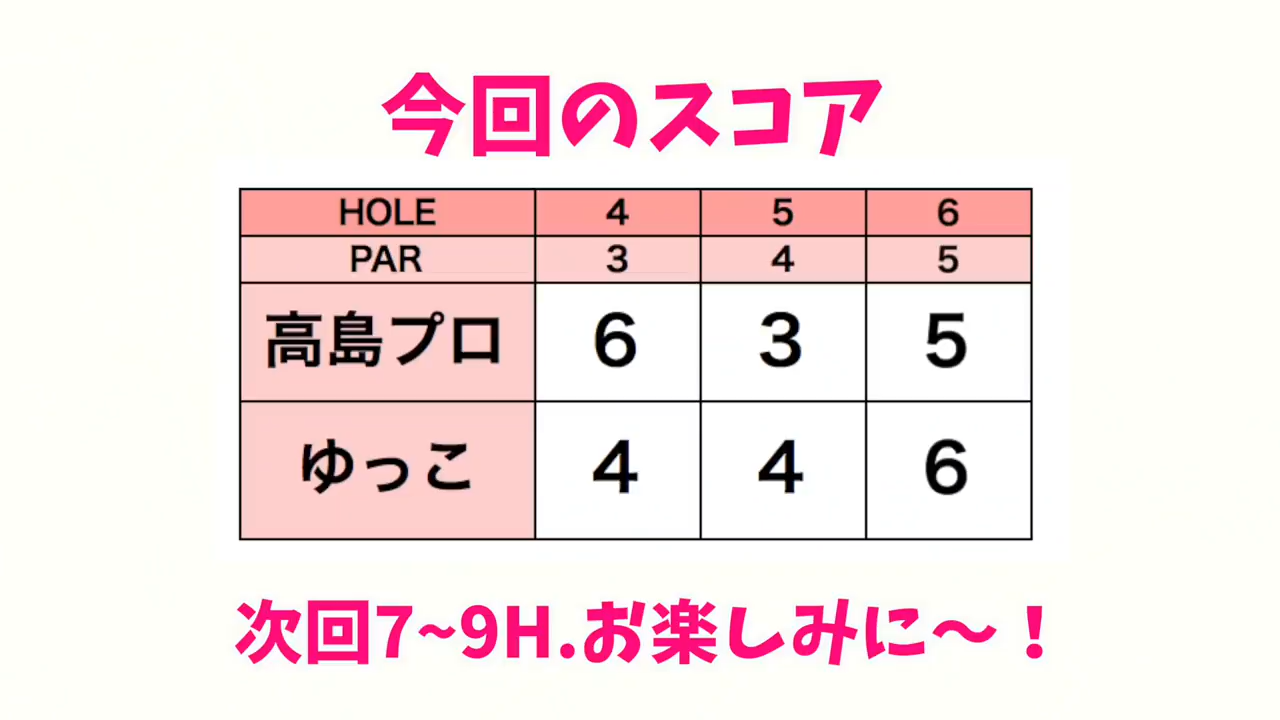 今回のスコア
HOLE 4 5 6
PAR 3 4 5
高島プロ 6 3 5
ゆっこ 4 4 6
次回7~9H.お楽しみに〜！